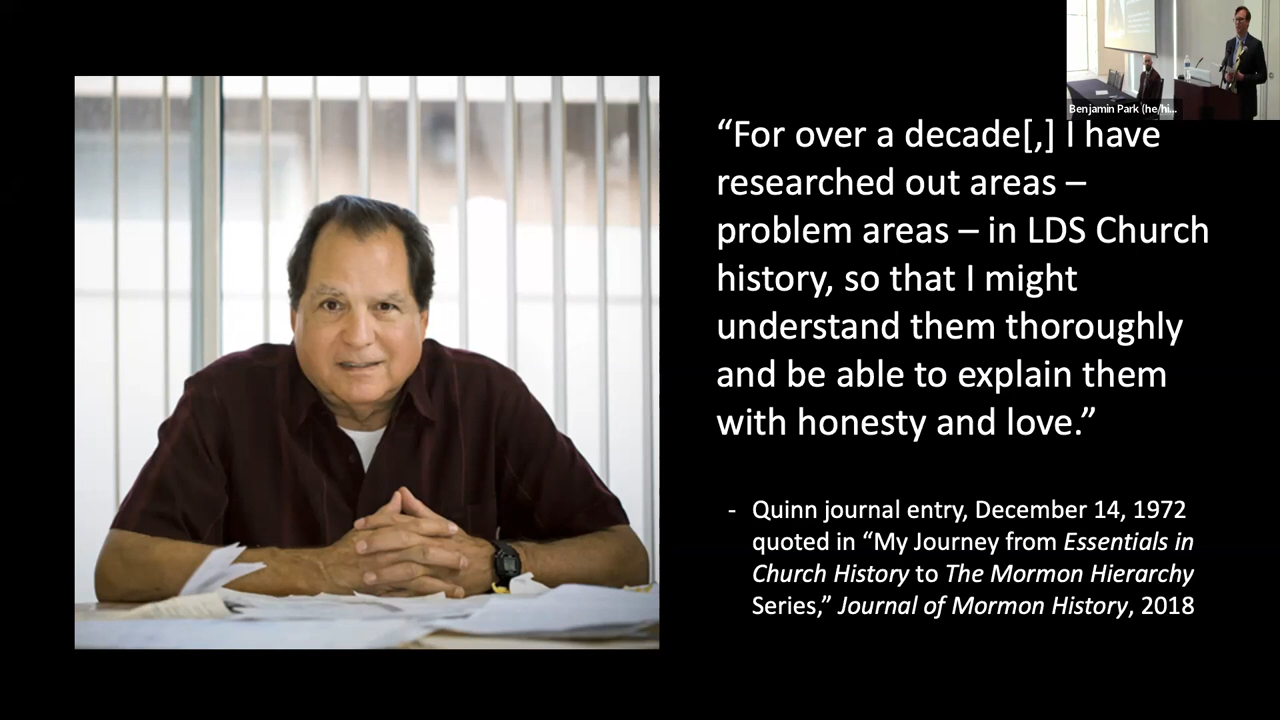 Benjamin Park (he/hi...
“For over a decade[,] I have
researched out areas –
problem areas – in LDS Church
history, so that I might
understand them thoroughly
and be able to explain them
with honesty and love.”
- Quinn journal entry, December 14, 1972
quoted in “My Journey from Essentials in
Church History to The Mormon Hierarchy
Series,” Journal of Mormon History, 2018